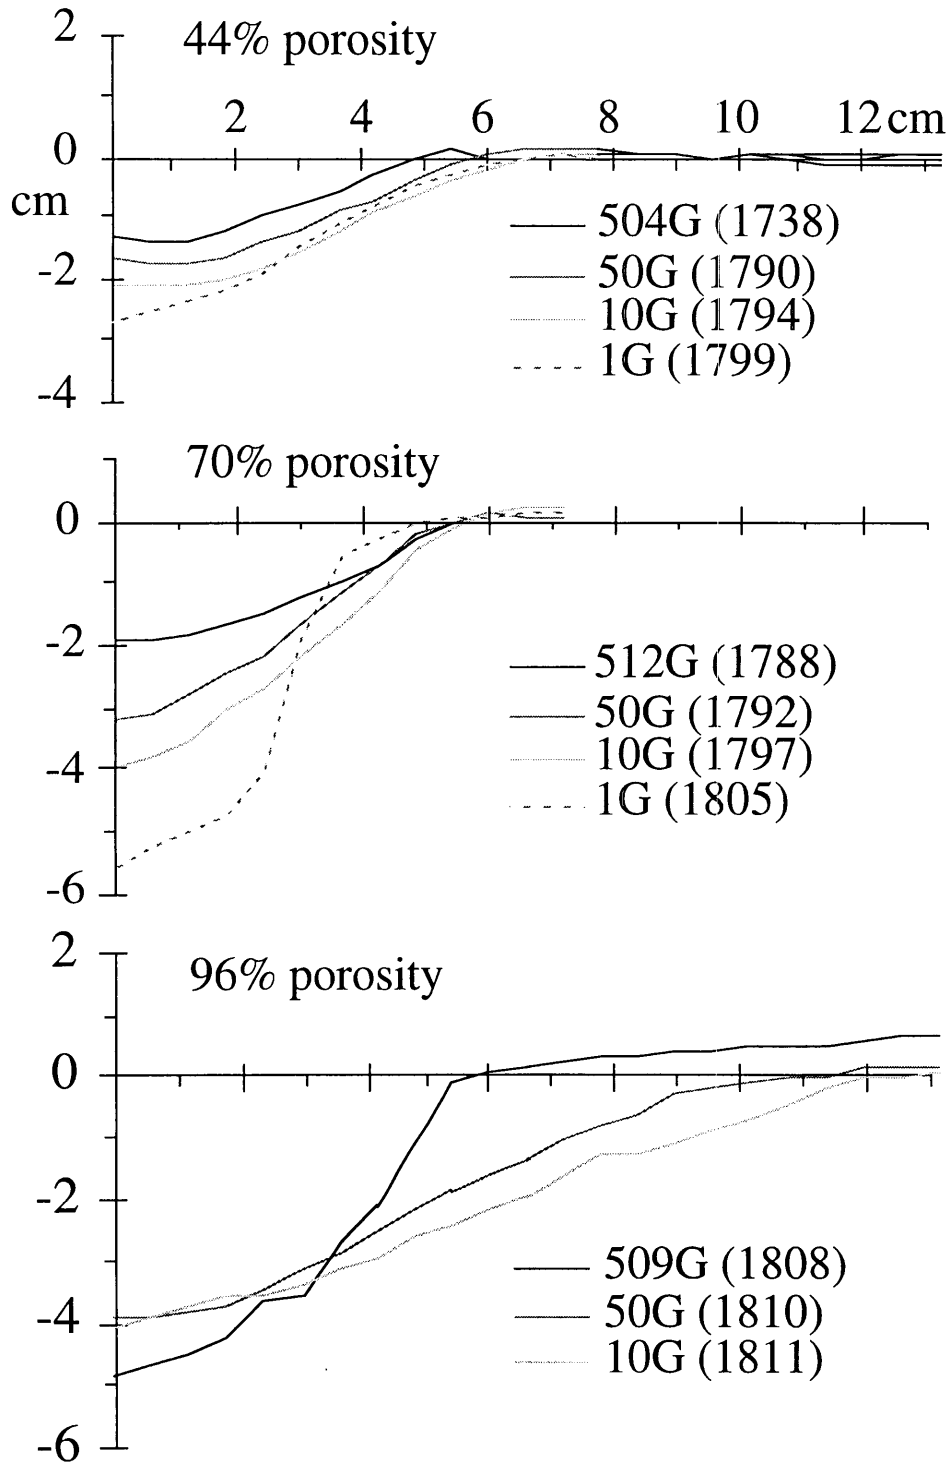 2
44% porosity
2 4 6 8 10 12 cm
0
cm
504G (1738)
-2
50G (1790)
10G (1794)
1G (1799)
-4
70% porosity
0
-2
512G (1788)
50G (1792)
-4
10G (1797)
1G (1805)
-6
2
96% porosity
0
-2
509G (1808)
-4
50G (1810)
10G (1811)
-6